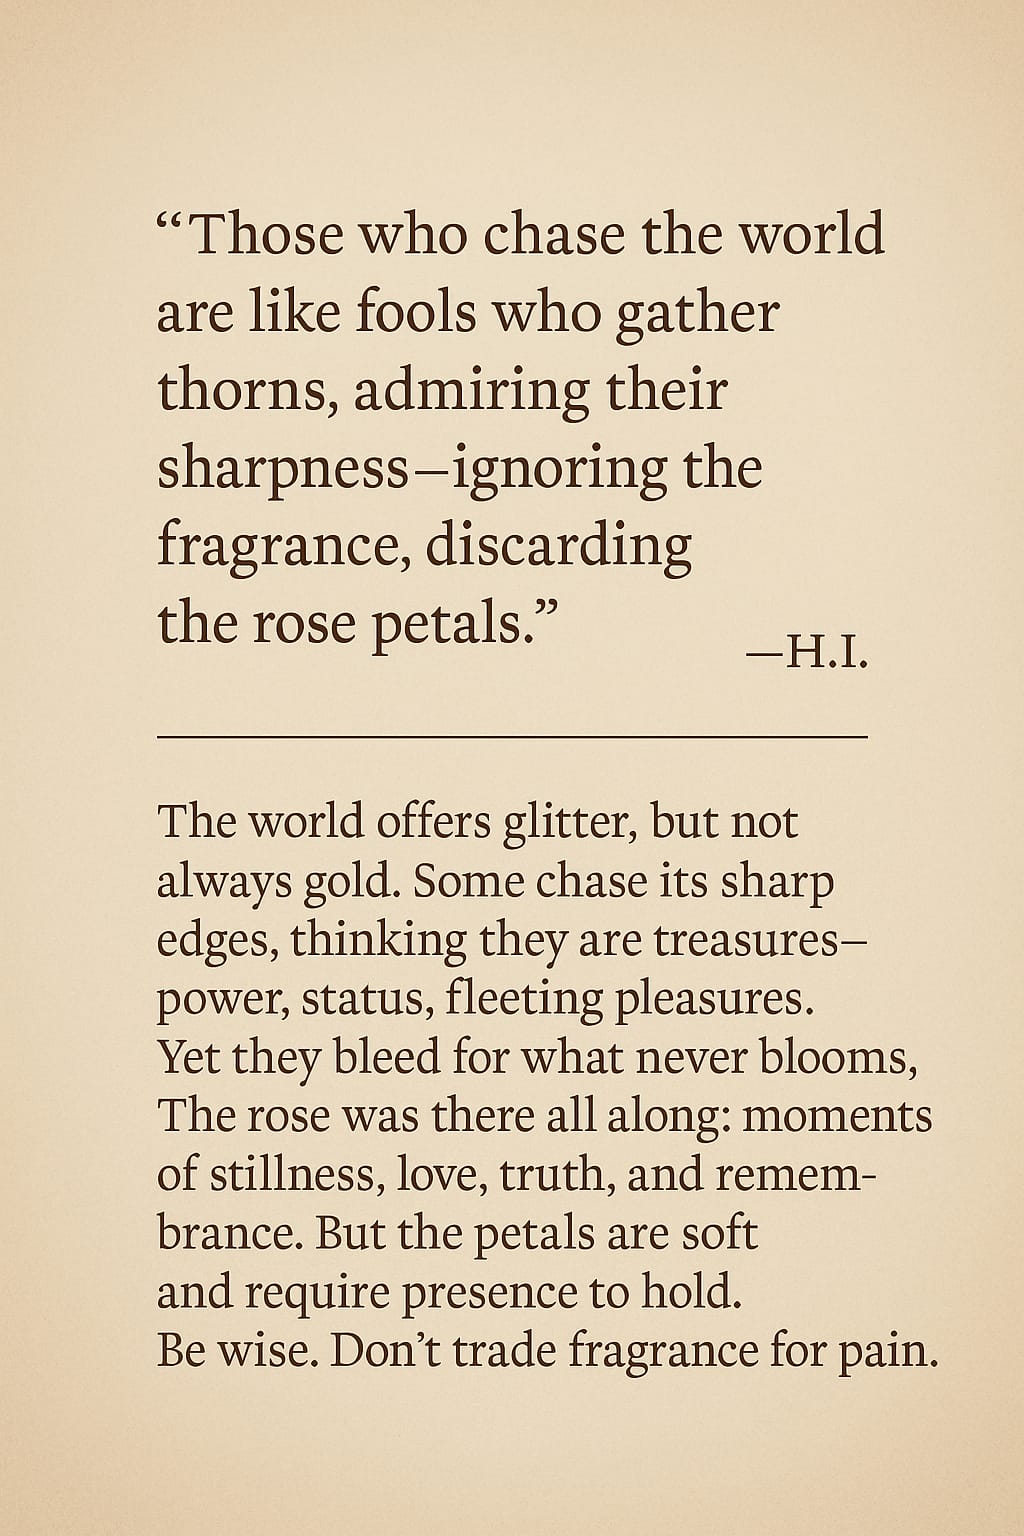 “Those who chase the world
are like fools who gather
thorns, admiring their
sharpness—ignoring the
fragrance, discarding
the rose petals.”
—H.I.
The world offers glitter, but not
always gold. Some chase its sharp
edges, thinking they are treasures—
power, status, fleeting pleasures.
Yet they bleed for what never blooms,
The rose was there all along: moments
of stillness, love, truth, and remem-
brance. But the petals are soft
and require presence to hold.
Be wise. Don’t trade fragrance for pain.